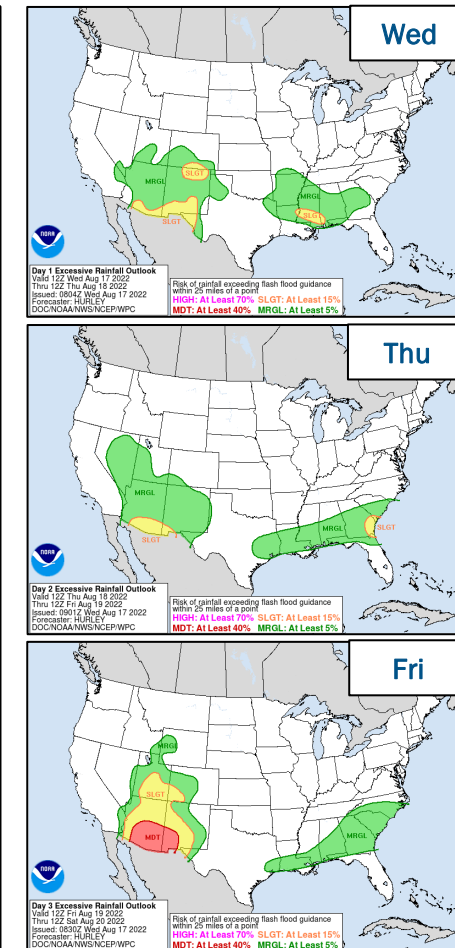 Wed
MRGL
SLGT
SLGT
MRGL
SLGT
NOAA
Day 1 Excessive Rainfall Outlook
Valid 12Z Wed Aug 17 2022
Thru 12Z Thu Aug 18 2022
Issued: 0804Z Wed Aug 17 2022
Forecaster: HURLEY
DOC/NOAA/NWS/NCEP/WPC
Risk of rainfall exceeding flash flood guidance
within 25 miles of a point
HIGH: At Least 70% SLGT: At Least 15%
MDT: At Least 40% MRGL: At Least 5%
Thu
MRGL
SLGT
MRGL
SLGT
NOAA
Day 2 Excessive Rainfall Outlook
Valid 12Z Thu Aug 18 2022
Thru 12Z Fri Aug 19 2022
Issued: 0901Z Wed Aug 17 2022
Forecaster: HURLEY
DOC/NOAA/NWS/NCEP/WPC
Risk of rainfall exceeding flash flood guidance
within 25 miles of a point
HIGH: At Least 70% SLGT: At Least 15%
MDT: At Least 40% MRGL: At Least 5%
Fri
MRGL
SLGT
MDT
MRGL
NOAA
Day 3 Excessive Rainfall Outlook
Valid 12Z Fri Aug 19 2022
Thru 12Z Sat Aug 20 2022
Issued: 0830Z Wed Aug 17 2022
Forecaster: HURLEY
DOC/NOAA/NWS/NCEP/WPC
Risk of rainfall exceeding flash flood guidance
within 25 miles of a point
HIGH: At Least 70% SLGT: At Least 15%
MDT: At Least 40% MRGL: At Least 5%